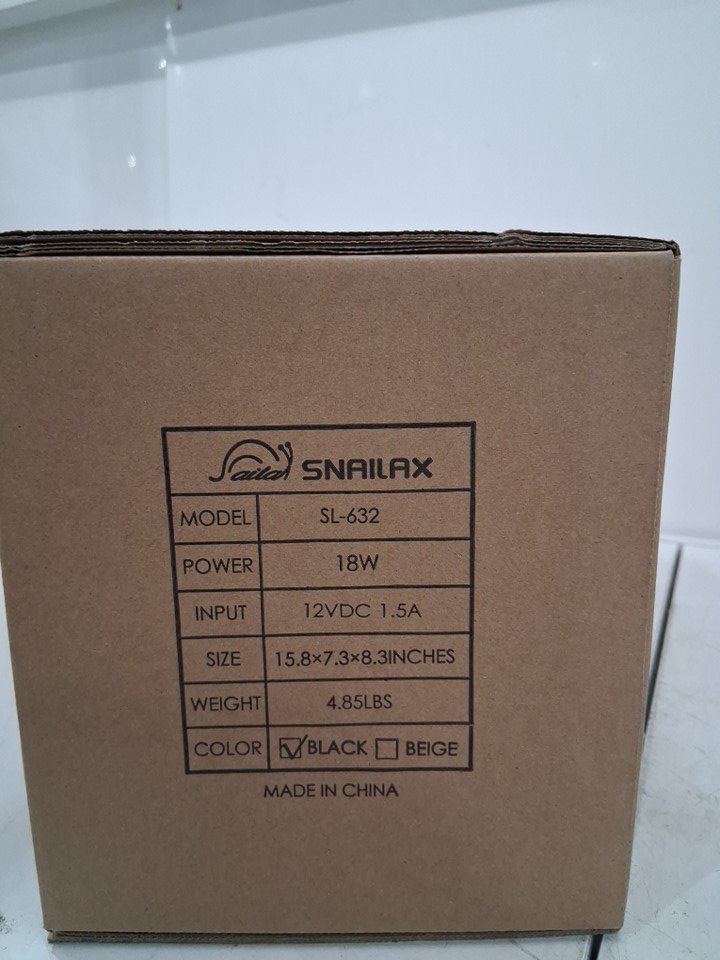 Snailax SNAILAX
MODEL SL-632
POWER 18W
INPUT 12VDC 1.5A
SIZE 15.8×7.3×8.3INCHES
WEIGHT 4.85LBS
COLOR ☑BLACK ☐ BEIGE
MADE IN CHINA